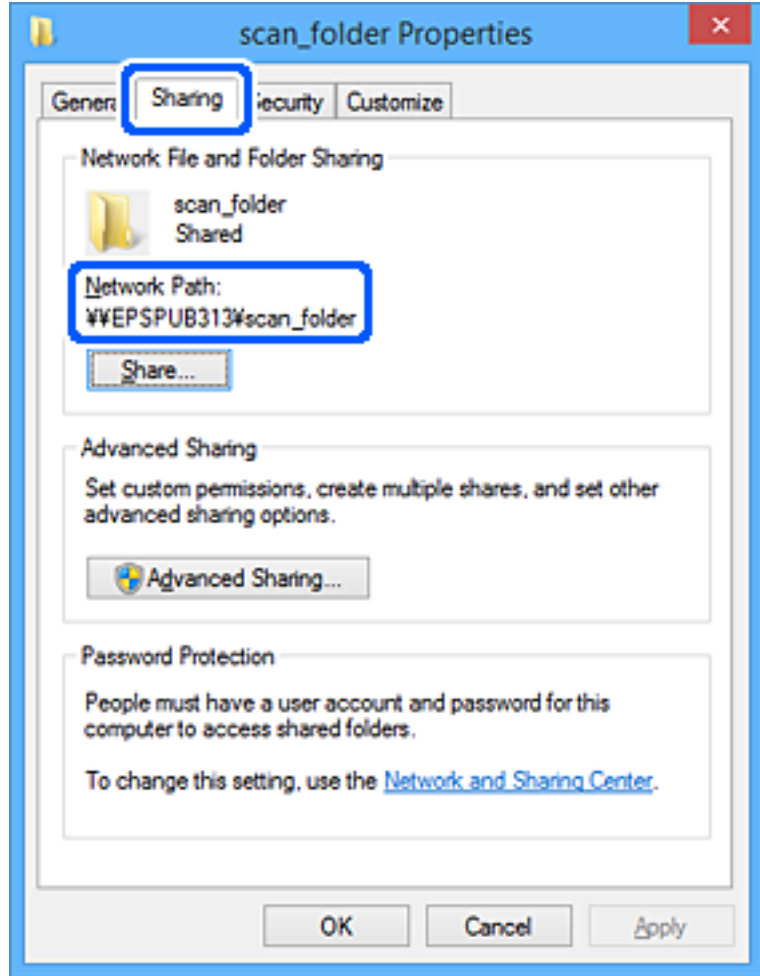 scan_folder Properties
Genera Sharing Security Customize
Network File and Folder Sharing
scan_folder
Shared
Network Path:
¥¥EPSPUB313¥scan_folder
Share...
Advanced Sharing
Set custom permissions, create multiple shares, and set other
advanced sharing options.
Advanced Sharing...
Password Protection
People must have a user account and password for this
computer to access shared folders.
To change this setting, use the Network and Sharing Center.
OK Cancel Apply